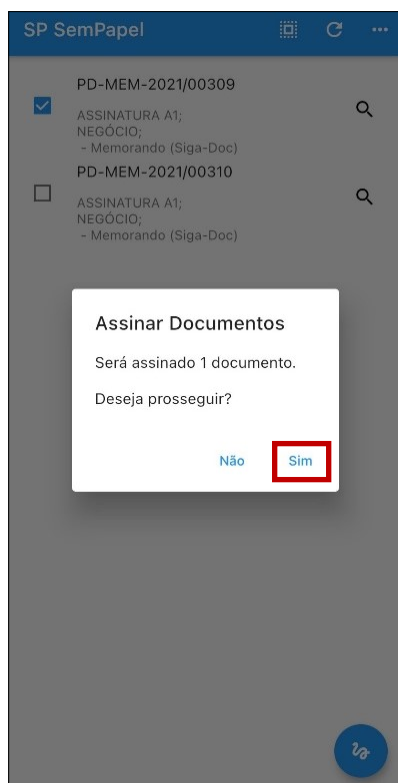 SP SemPapel
PD-MEM-2021/00309
ASSINATURA A1;
NEGÓCIO;
- Memorando (Siga-Doc)
PD-MEM-2021/00310
ASSINATURA A1;
NEGÓCIO;
- Memorando (Siga-Doc)
Assinar Documentos
Será assinado 1 documento.
Deseja prosseguir?
Não Sim